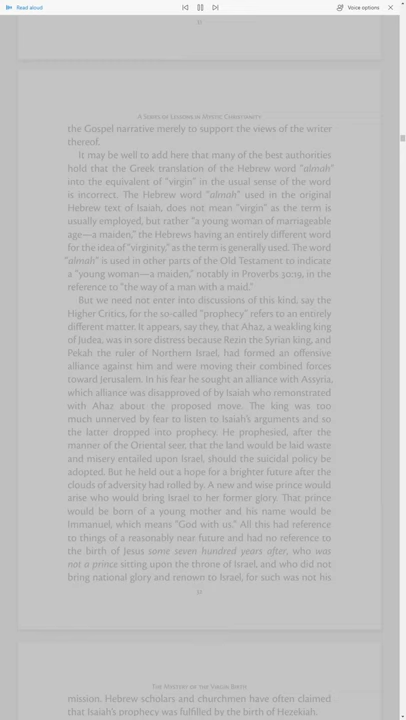 Read aloud
Voice options
A Series of Lessons in Mystic Christianity
the Gospel narrative merely to support the views of the writer
thereof.
It may be well to add here that many of the best authorities
hold that the Greek translation of the Hebrew word "almah"
into the equivalent of "virgin" in the usual sense of the word
is incorrect. The Hebrew word "almah" used in the original
Hebrew text of Isaiah, does not mean "virgin" as the term is
usually employed, but rather "a young woman of marriageable
age—a maiden," the Hebrews having an entirely different word
for the idea of "virginity," as the term is generally used. The word
"almah" is used in other parts of the Old Testament to indicate
a "young woman—a maiden," notably in Proverbs 30:19, in the
reference to "the way of a man with a maid."
But we need not enter into discussions of this kind, say the
Higher Critics, for the so-called "prophecy" refers to an entirely
different matter. It appears, say they, that Ahaz, a weakling king
of Judea, was in sore distress because Rezin the Syrian king, and
Pekah the ruler of Northern Israel, had formed an offensive
alliance against him and were moving their combined forces
toward Jerusalem. In his fear he sought an alliance with Assyria,
which alliance was disapproved of by Isaiah who remonstrated
with Ahaz about the proposed move. The king was too
much unnerved by fear to listen to Isaiah's arguments and so
the latter dropped into prophecy. He prophesied, after the
manner of the Oriental seer, that the land would be laid waste
and misery entailed upon Israel, should the suicidal policy be
adopted. But he held out a hope for a brighter future after the
clouds of adversity had rolled by. A new and wise prince would
arise who would bring Israel to her former glory. That prince
would be born of a young mother and his name would be
Immanuel, which means "God with us." All this had reference
to things of a reasonably near future and had no reference to
the birth of Jesus some seven hundred years after, who was
not a prince sitting upon the throne of Israel, and who did not
bring national glory and renown to Israel, for such was not his
The Mystery of the Virgin Birth
mission. Hebrew scholars and churchmen have often claimed
that Isaiah's prophecy was fulfilled by the birth of Hezekiah.